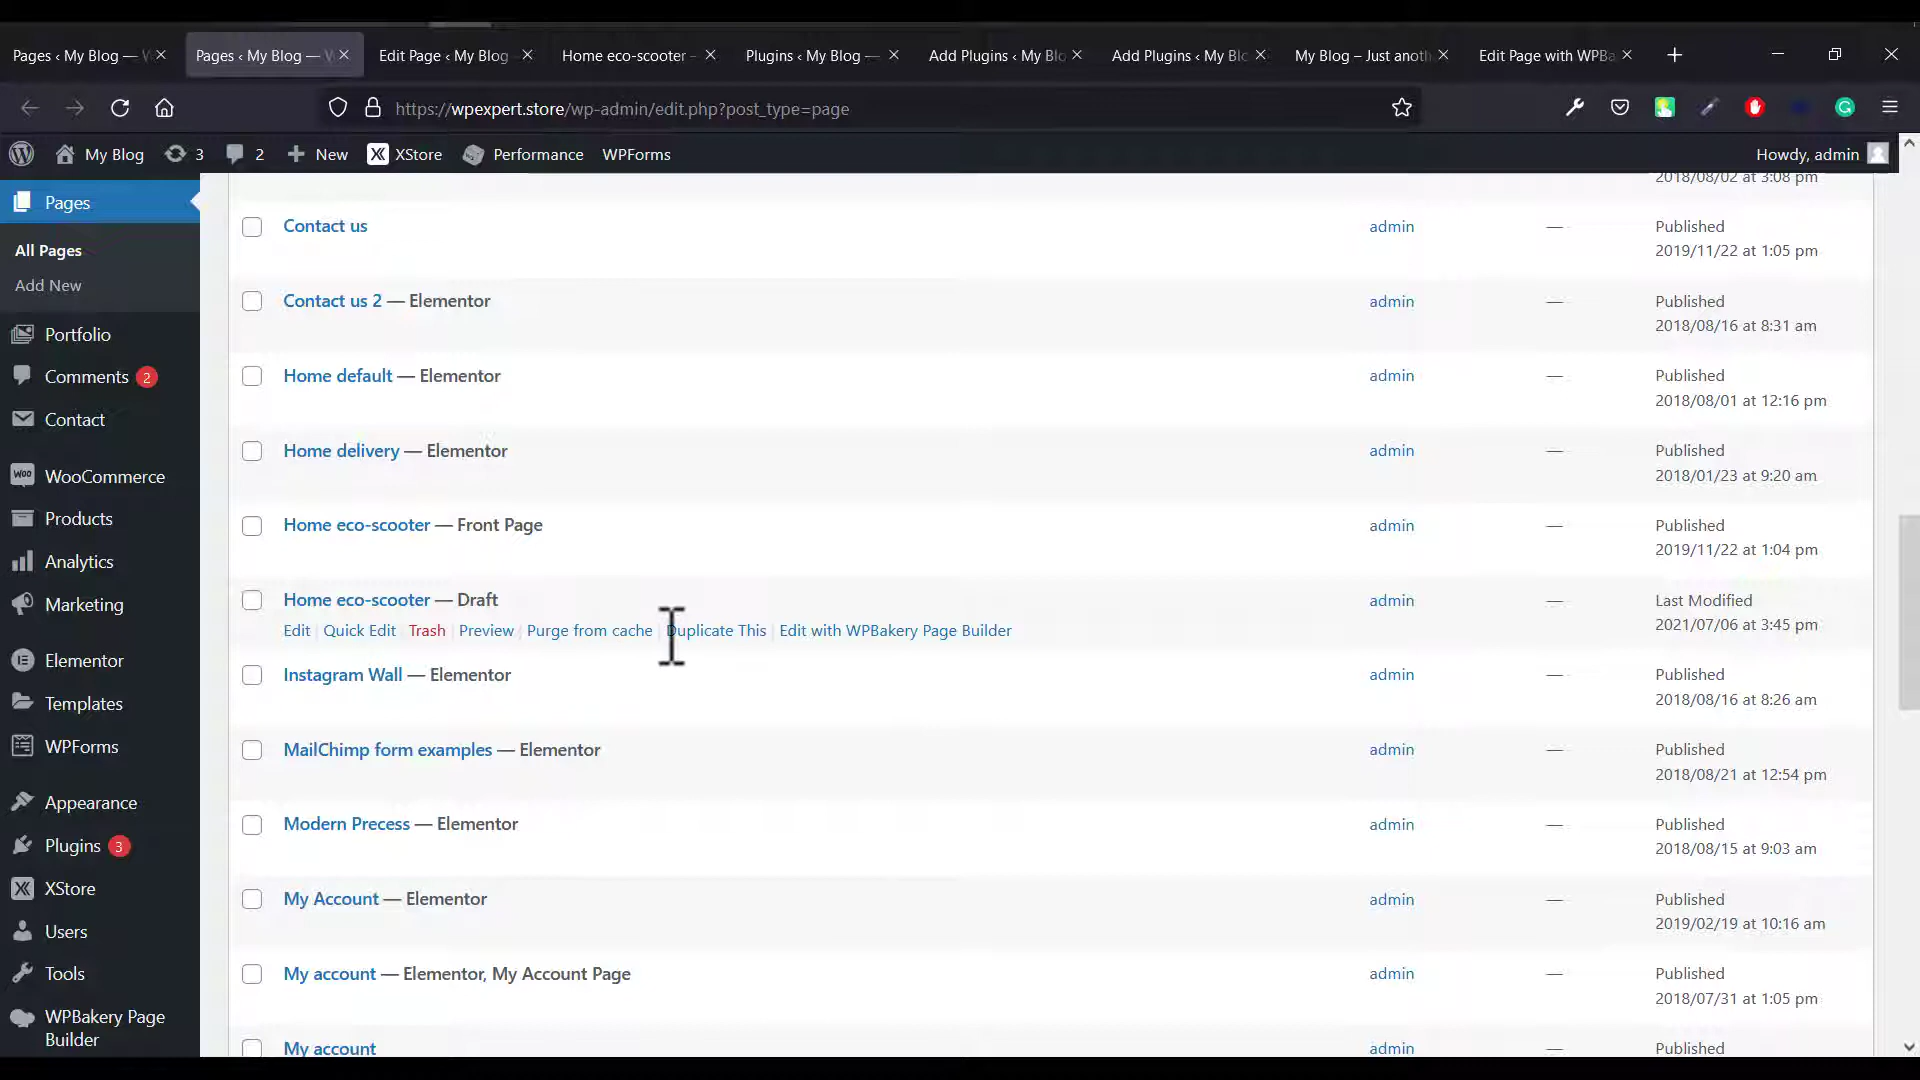 Pages ‹ My Blog — W
Pages ‹ My Blog — W
Edit Page ‹ My Blog
Home eco-scooter -
Plugins ‹ My Blog —
Add Plugins ‹ My Blo
Add Plugins ‹ My Blo
My Blog – Just anoth
Edit Page with WPBa
https://wpexpert.store/wp-admin/edit.php?post_type=page
My Blog
3
2
New
XStore
Performance
WPForms
Howdy, admin
Pages
All Pages
Add New
Portfolio
Comments 2
Contact
WooCommerce
Products
Analytics
Marketing
Elementor
Templates
WPForms
Appearance
Plugins 3
XStore
Users
Tools
WPBakery Page
Builder
2018/08/02 at 3:08 pm
Contact us admin — Published
2019/11/22 at 1:05 pm
Contact us 2 — Elementor admin — Published
2018/08/16 at 8:31 am
Home default — Elementor admin — Published
2018/08/01 at 12:16 pm
Home delivery — Elementor admin — Published
2018/01/23 at 9:20 am
Home eco-scooter — Front Page admin — Published
2019/11/22 at 1:04 pm
Home eco-scooter — Draft admin — Last Modified
Edit | Quick Edit | Trash | Preview | Purge from cache | Duplicate This | Edit with WPBakery Page Builder 2021/07/06 at 3:45 pm
Instagram Wall — Elementor admin — Published
2018/08/16 at 8:26 am
MailChimp form examples — Elementor admin — Published
2018/08/21 at 12:54 pm
Modern Precess — Elementor admin — Published
2018/08/15 at 9:03 am
My Account — Elementor admin — Published
2019/02/19 at 10:16 am
My account — Elementor, My Account Page admin — Published
2018/07/31 at 1:05 pm
My account admin — Published